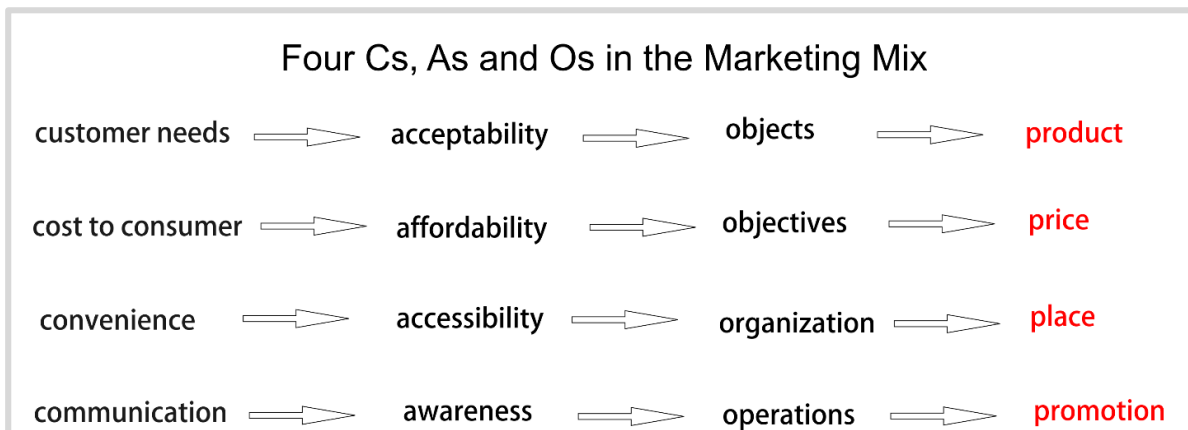 Four Cs, As and Os in the Marketing Mix
customer needs acceptability objects product
cost to consumer affordability objectives price
convenience accessibility organization place
communication awareness operations promotion